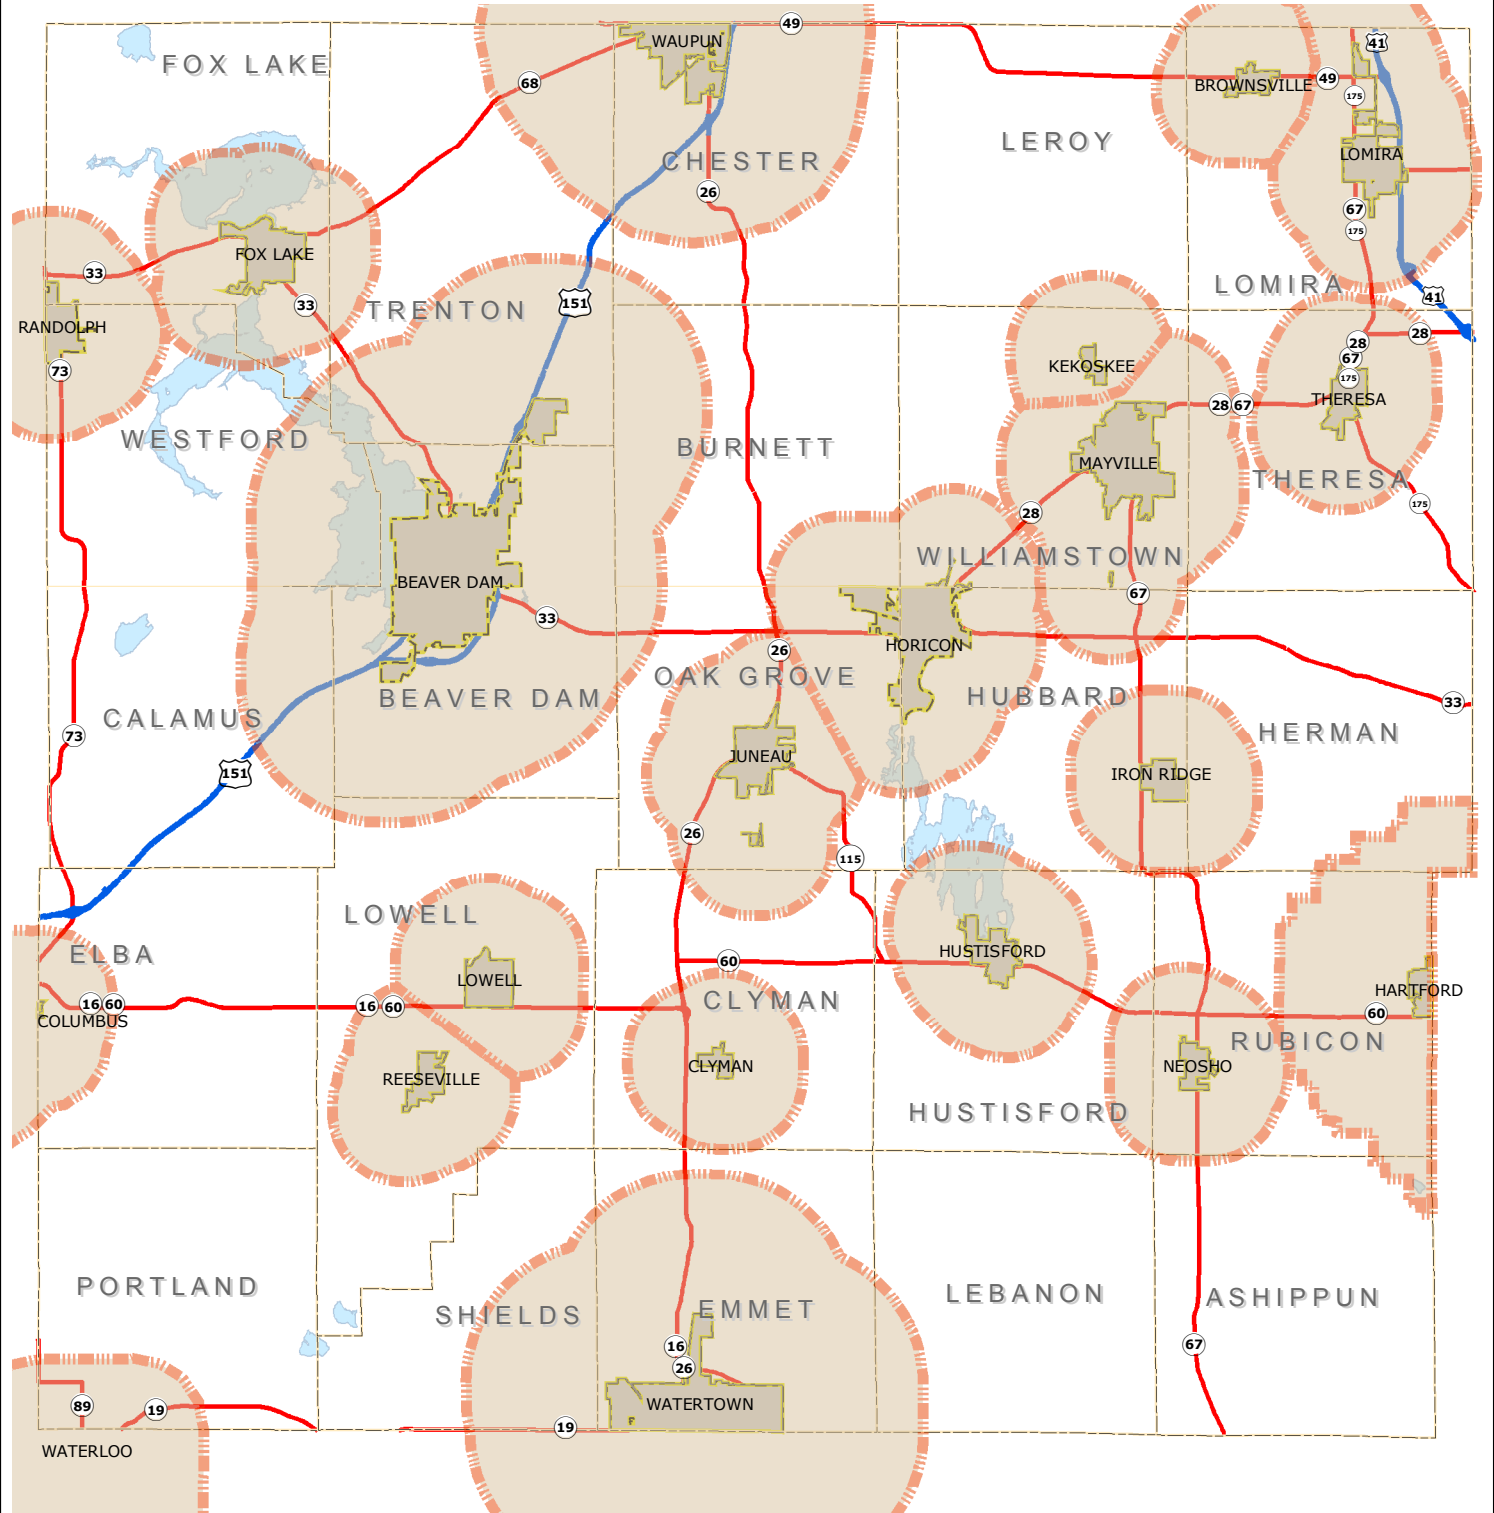 49
WAUPUN
41
FOX LAKE
68
BROWNSVILLE
49
175
LEROY
LOMIRA
CHESTER
26
67
175
FOX LAKE
33
LOMIRA
41
33
TRENTON
151
RANDOLPH
28
28
67
73
KEKOSKEE
175
THERESA
28
67
WESTFORD
BURNETT
MAYVILLE
THERESA
175
28
WILLIAMSTOWN
BEAVER DAM
67
33
HORICON
26
OAK GROVE
BEAVER DAM
HUBBARD
33
CALAMUS
HERMAN
73
JUNEAU
151
IRON RIDGE
26
115
LOWELL
ELBA
HUSTISFORD
60
LOWELL
HARTFORD
16
60
16
60
CLYMAN
60
COLUMBUS
RUBICON
CLYMAN
NEOSHO
REESEVILLE
HUSTISFORD
PORTLAND
LEBANON
ASHIPPUN
SHIELDS
EMMET
16
67
26
89
19
WATERTOWN
19
WATERLOO